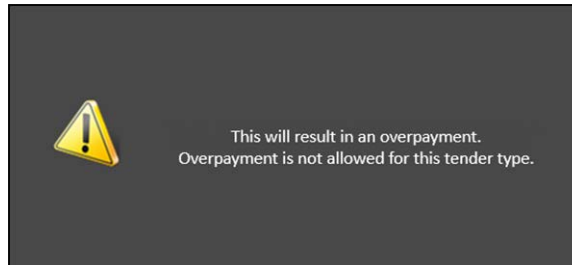 This will result in an overpayment.
Overpayment is not allowed for this tender type.